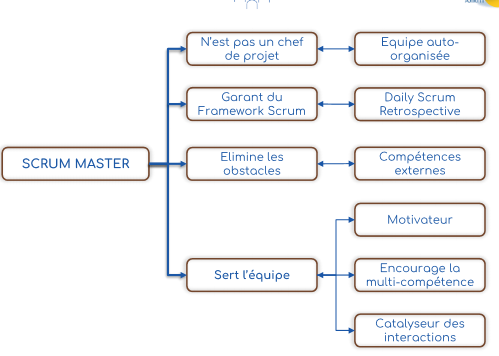 N'est pas un chef
de projet
Equipe auto-
organisée
Garant du
Framework Scrum
Daily Scrum
Retrospective
SCRUM MASTER
Elimine les
obstacles
Compétences
externes
Motivateur
Sert l'équipe
Encourage la
multi-compétence
Catalyseur des
interactions